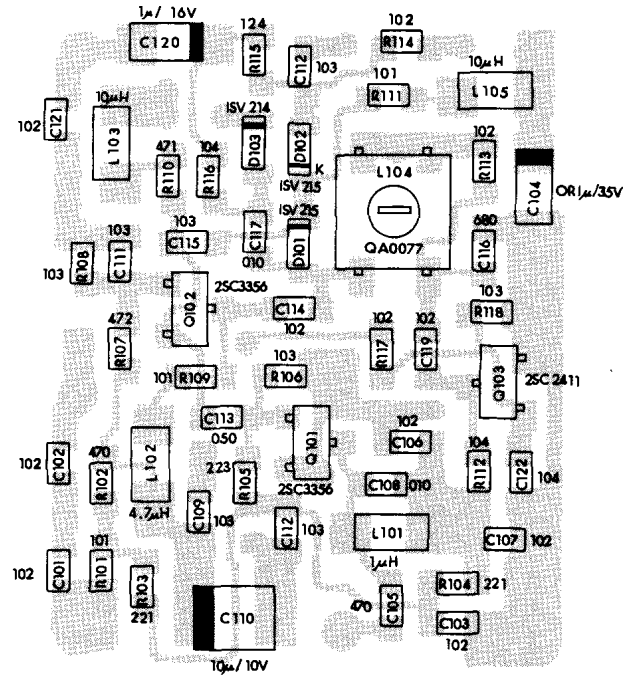 1µ/ 16V
C120
124
R115
C112
103
102
R114
10µH
L105
101
R111
10µH
L103
102
C121
ISV 214
D103
D102
K
ISV 215
471
R110
104
R116
L104
QA0077
102
R113
C104
OR1µ/35V
ISV 215
D101
C117
010
103
C115
103
C111
R108
103
680
C116
2SC3356
Q102
C114
102
103
R118
472
R107
102
R117
102
C119
Q103
2SC 2411
101
R109
103
R106
C113
050
Q101
2SC3356
102
C106
102
C102
470
R102
L102
4.7µH
223
R105
C109
103
C108
010
104
R112
C122
104
C112
103
L101
1µH
C107
102
102
C101
101
R101
R103
221
C110
10µ/ 10V
470
C105
R104
221
C103
102